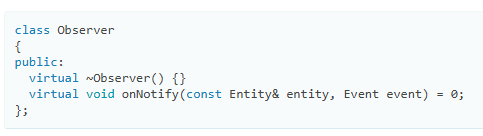 class Observer
{
public:
  virtual ~Observer() {}
  virtual void onNotify(const Entity& entity, Event event) = 0;
};